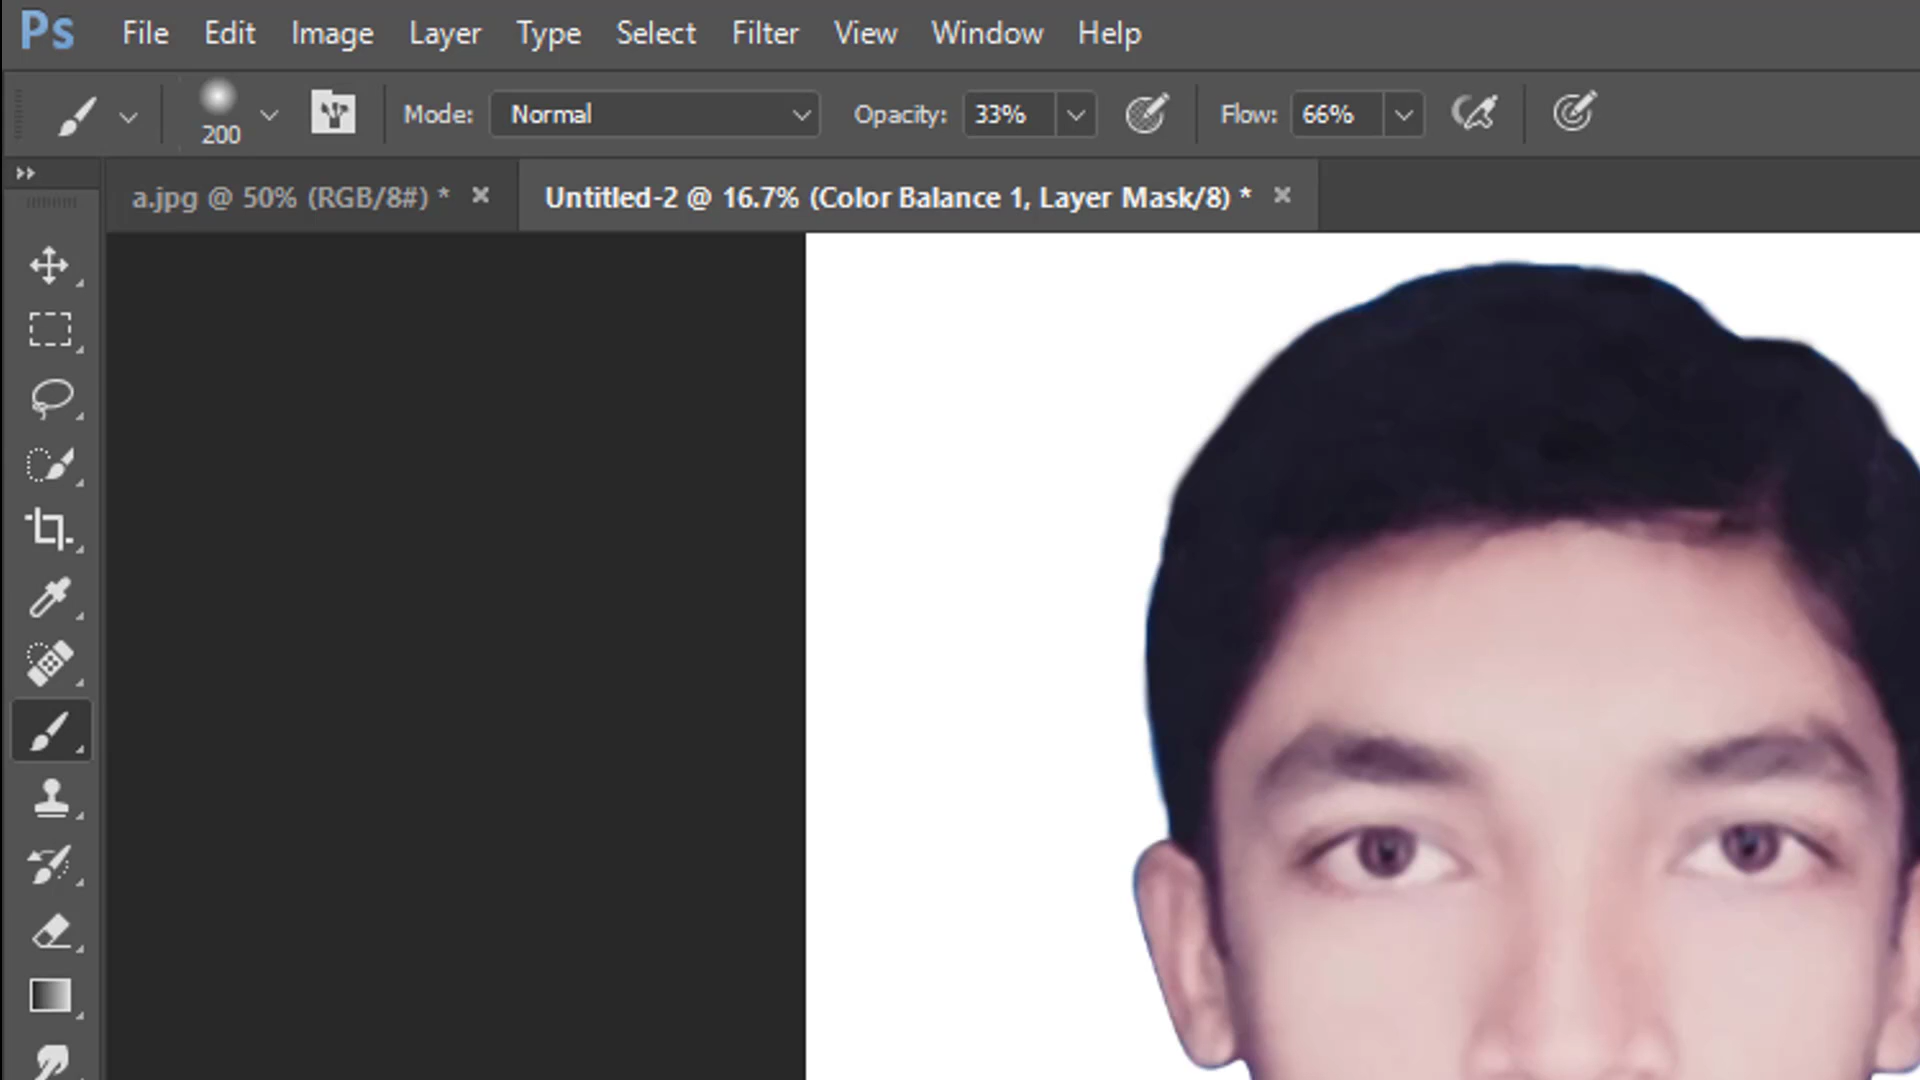 Ps File Edit Image Layer Type Select Filter View Window Help
200 Mode: Normal Opacity: 33% Flow: 66%
a.jpg @ 50% (RGB/8#) * Untitled-2 @ 16.7% (Color Balance 1, Layer Mask/8) *